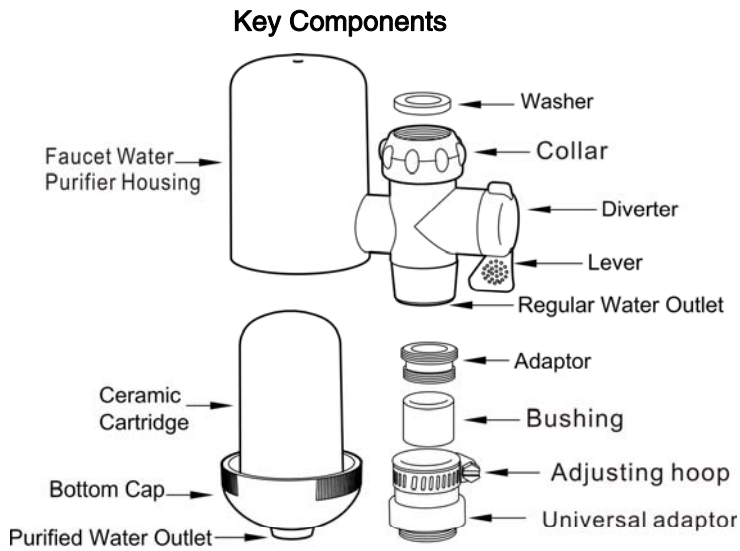 Key Components
Washer
Collar
Faucet Water
Purifier Housing
Diverter
Lever
Regular Water Outlet
Adaptor
Ceramic
Cartridge
Bushing
Adjusting hoop
Bottom Cap
Universal adaptor
Purified Water Outlet